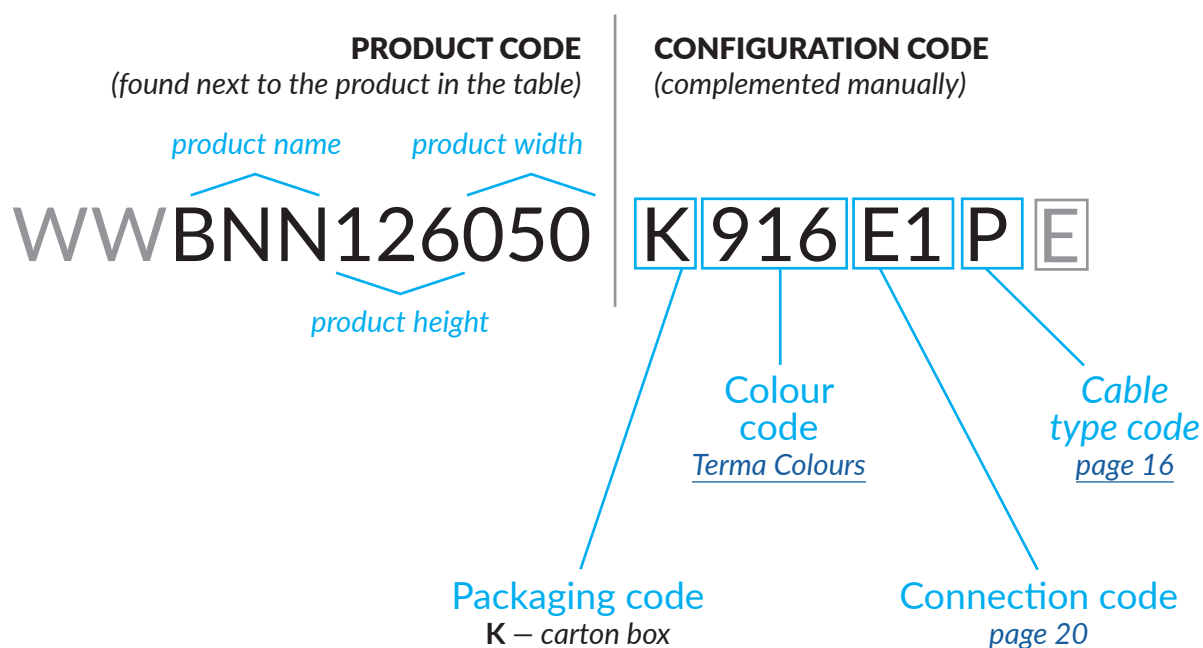 PRODUCT CODE
(found next to the product in the table)
CONFIGURATION CODE
(complemented manually)
product name
product width
WWBNN126050 K916E1P E
product height
Colour
code
Terma Colours
Cable
type code
page 16
Packaging code
K – carton box
Connection code
page 20